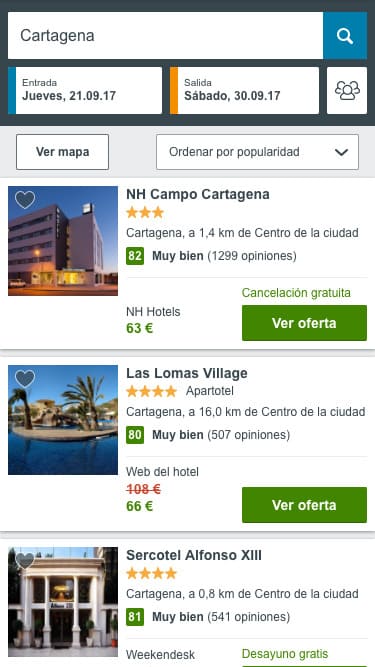 Cartagena
Entrada
Jueves, 21.09.17
Salida
Sábado, 30.09.17
Ver mapa
Ordenar por popularidad
NH Campo Cartagena
Cartagena, a 1,4 km de Centro de la ciudad
82 Muy bien (1299 opiniones)
Cancelación gratuita
NH Hotels
63 €
Ver oferta
Las Lomas Village
Apartotel
Cartagena, a 16,0 km de Centro de la ciudad
80 Muy bien (507 opiniones)
Web del hotel
108 €
66 €
Ver oferta
Sercotel Alfonso XIII
Cartagena, a 0,8 km de Centro de la ciudad
81 Muy bien (541 opiniones)
Weekendesk
Desayuno gratis